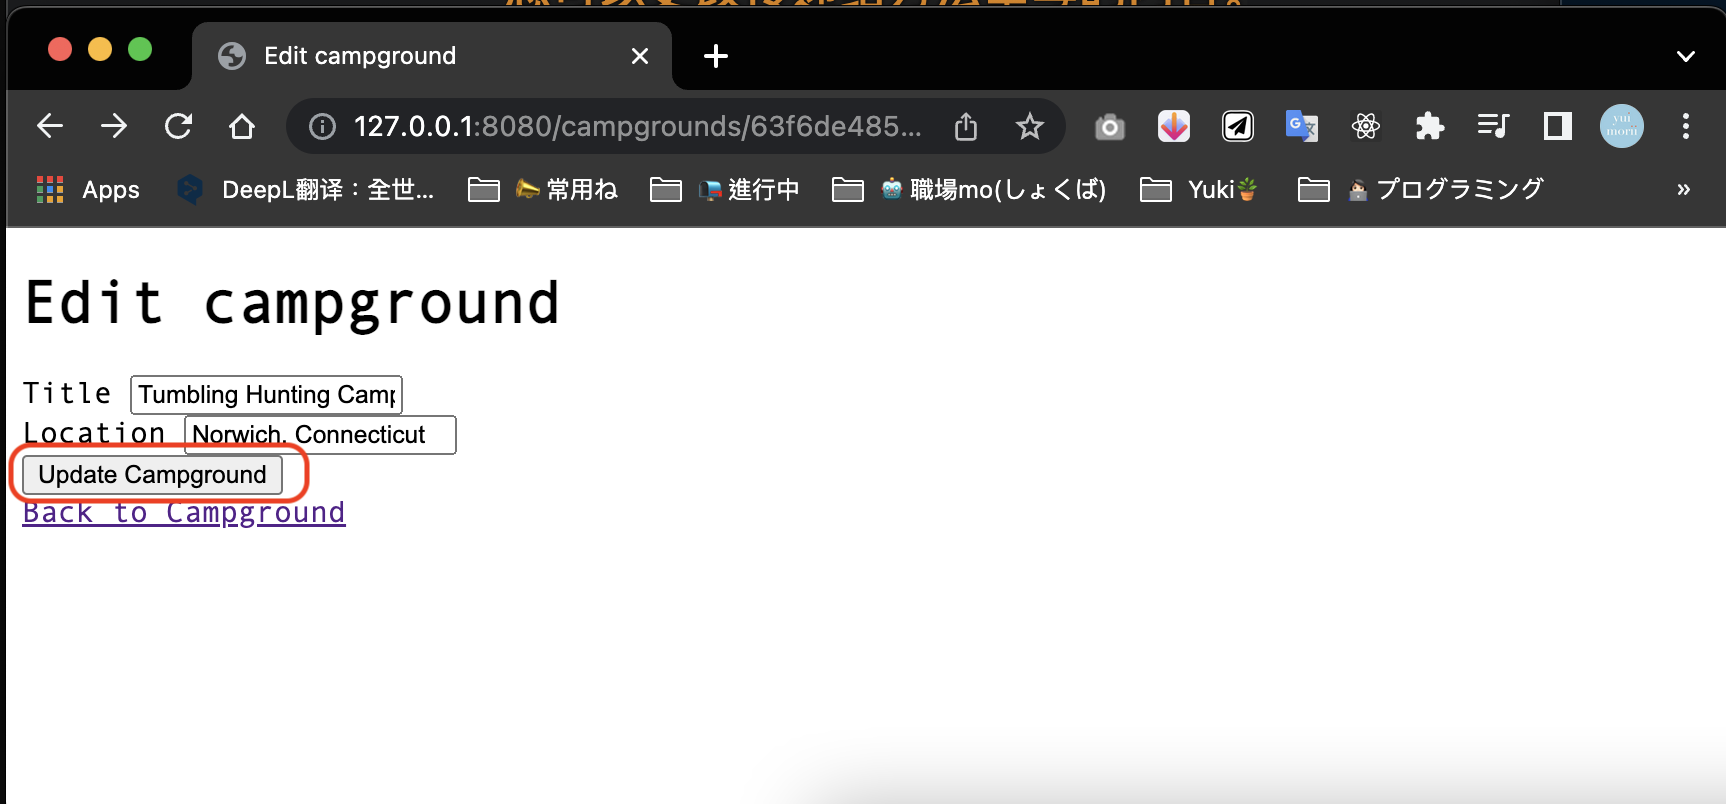 Edit campground
127.0.0.1:8080/campgrounds/63f6de485...
Apps DeepL翻译：全世... 常用ね 進行中 職場mo(しょくば) Yuki プログラミング »
Edit campground
Title Tumbling Hunting Camp
Location Norwich, Connecticut
Update Campground
Back to Campground